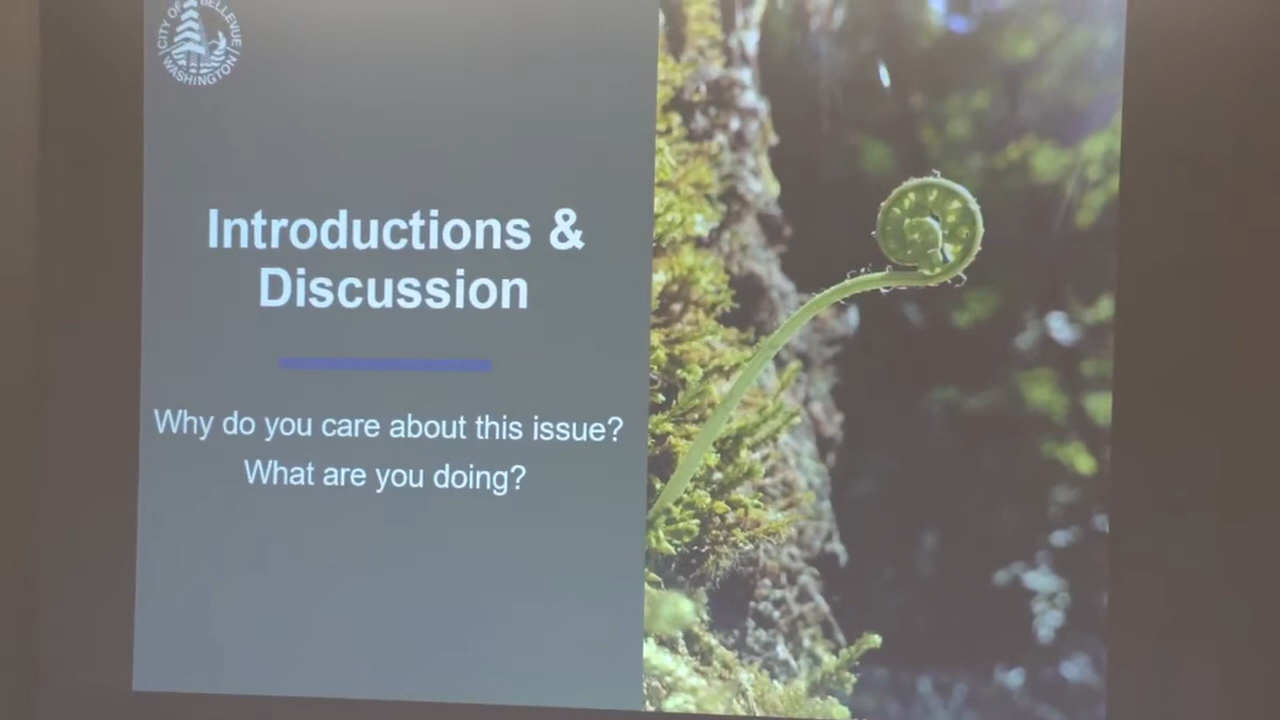 CITY OF BELLEVUE
WASHINGTON
Introductions &
Discussion
Why do you care about this issue?
What are you doing?